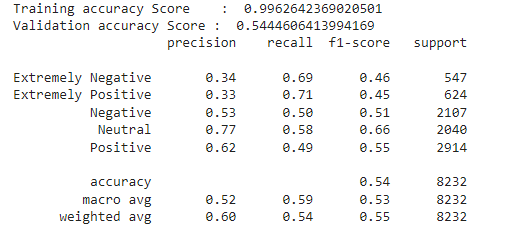 Training accuracy Score    :  0.9962642369020501
Validation accuracy Score :  0.5444606413994169
precision    recall  f1-score   support
Extremely Negative       0.34      0.69      0.46       547
Extremely Positive       0.33      0.71      0.45       624
Negative       0.53      0.50      0.51      2107
Neutral       0.77      0.58      0.66      2040
Positive       0.62      0.49      0.55      2914
accuracy                           0.54      8232
macro avg       0.52      0.59      0.53      8232
weighted avg       0.60      0.54      0.55      8232